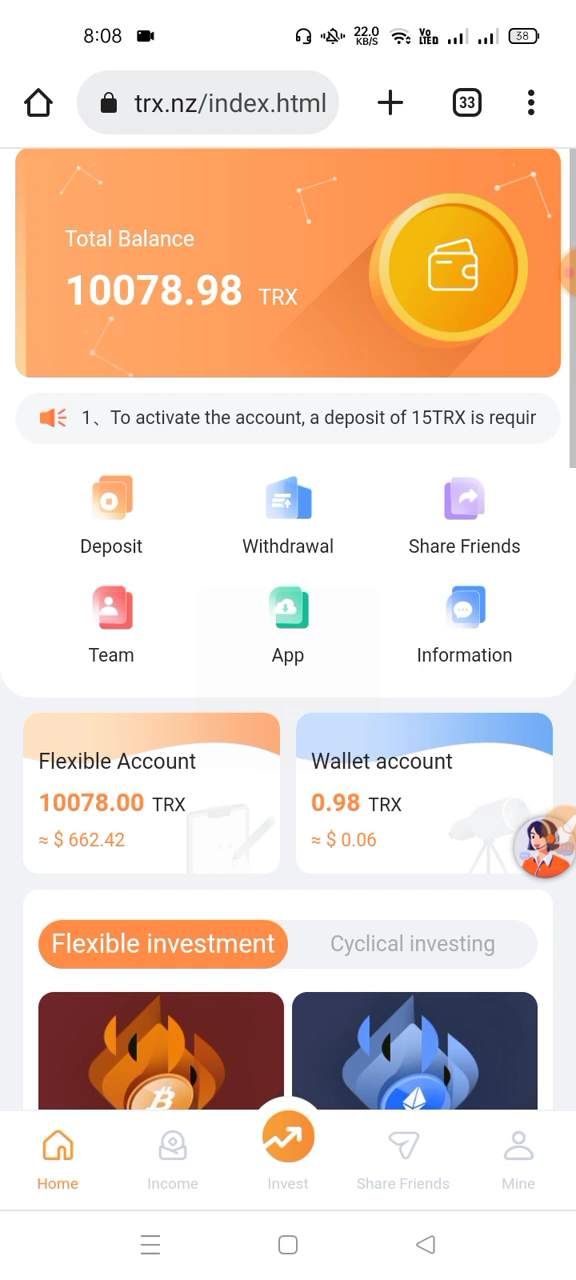 8:08 22.0 KB/S Vo LTED 38
trx.nz/index.html 33
Total Balance
10078.98 TRX
1、To activate the account, a deposit of 15TRX is requir
Deposit Withdrawal Share Friends
Team App Information
Flexible Account Wallet account
10078.00 TRX 0.98 TRX
≈ $ 662.42 ≈ $ 0.06
Flexible investment Cyclical investing
Home Income Invest Share Friends Mine